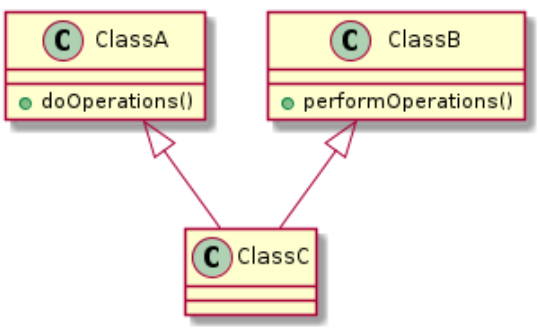 C ClassA
C ClassB
doOperations()
performOperations()
C ClassC